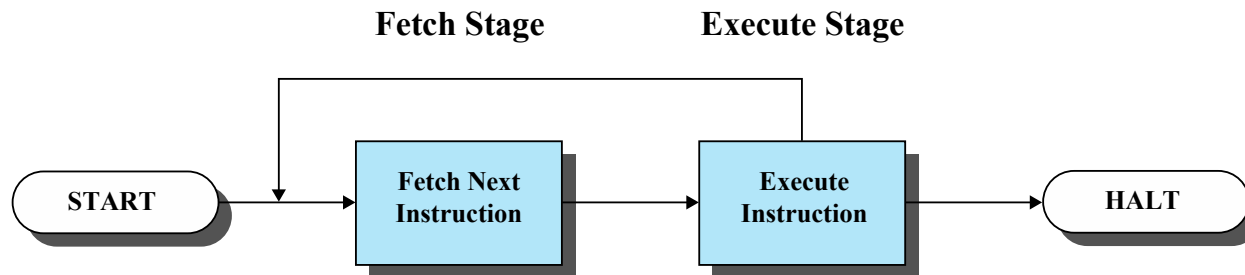 Fetch Stage
Execute Stage
START
Fetch Next
Instruction
Execute
Instruction
HALT